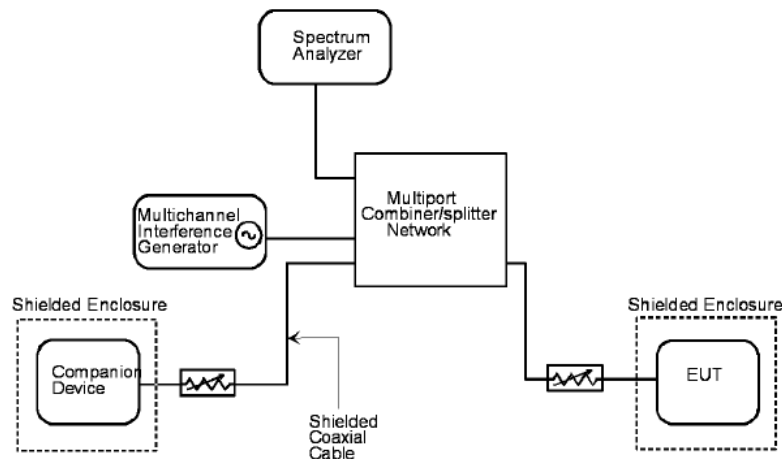 Spectrum
Analyzer
Multiport
Combiner/splitter
Network
Multichannel
Interference
Generator
Shielded Enclosure
Shielded Enclosure
Companion
Device
EUT
Shielded
Coaxial
Cable